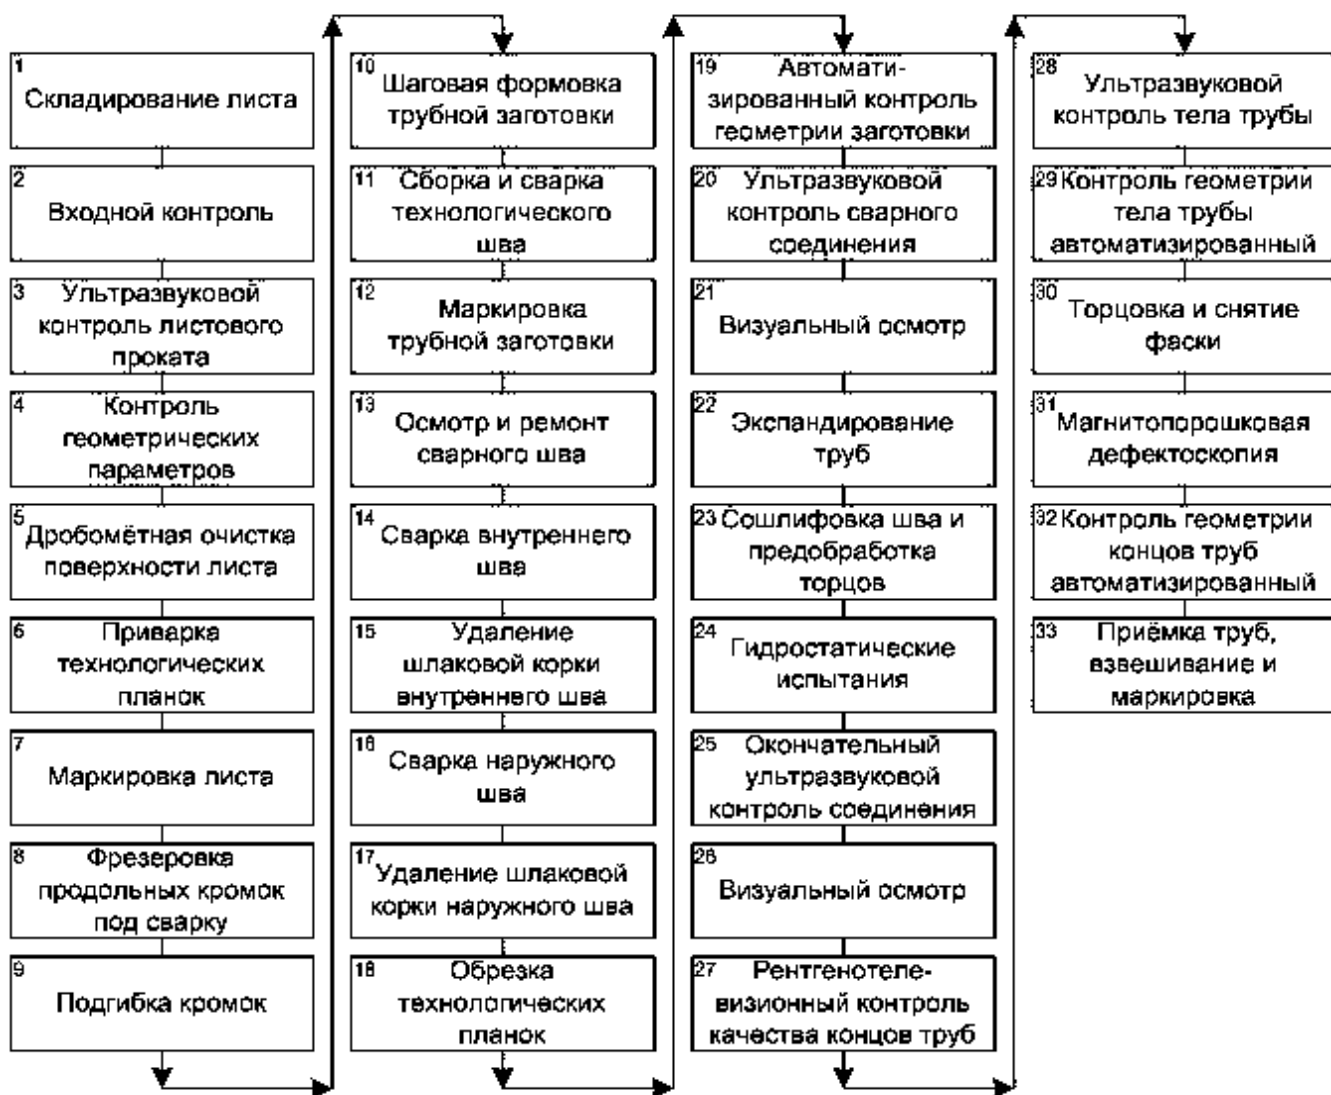 1
Складирование листа
2
Входной контроль
3
Ультразвуковой
контроль листового
проката
4
Контроль
геометрических
параметров
5
Дробомётная очистка
поверхности листа
6
Приварка
технологических
планок
7
Маркировка листа
8
Фрезеровка
продольных кромок
под сварку
9
Подгибка кромок
10
Шаговая формовка
трубной заготовки
11
Сборка и сварка
технологического
шва
12
Маркировка
трубной заготовки
13
Осмотр и ремонт
сварного шва
14
Сварка внутреннего
шва
15
Удаление
шлаковой корки
внутреннего шва
16
Сварка наружного
шва
17
Удаление шлаковой
корки наружного шва
18
Обрезка
технологических
планок
19
Автомати-
зированный контроль
геометрии заготовки
20
Ультразвуковой
контроль сварного
соединения
21
Визуальный осмотр
22
Экспандирование
труб
23
Сошлифовка шва и
предобработка
торцов
24
Гидростатические
испытания
25
Окончательный
ультразвуковой
контроль соединения
26
Визуальный осмотр
27
Рентгенотеле-
визионный контроль
качества концов труб
28
Ультразвуковой
контроль тела трубы
29
Контроль геометрии
тела трубы
автоматизированный
30
Торцовка и снятие
фаски
31
Магнитопорошковая
дефектоскопия
32
Контроль геометрии
концов труб
автоматизированный
33
Приёмка труб,
взвешивание и
маркировка